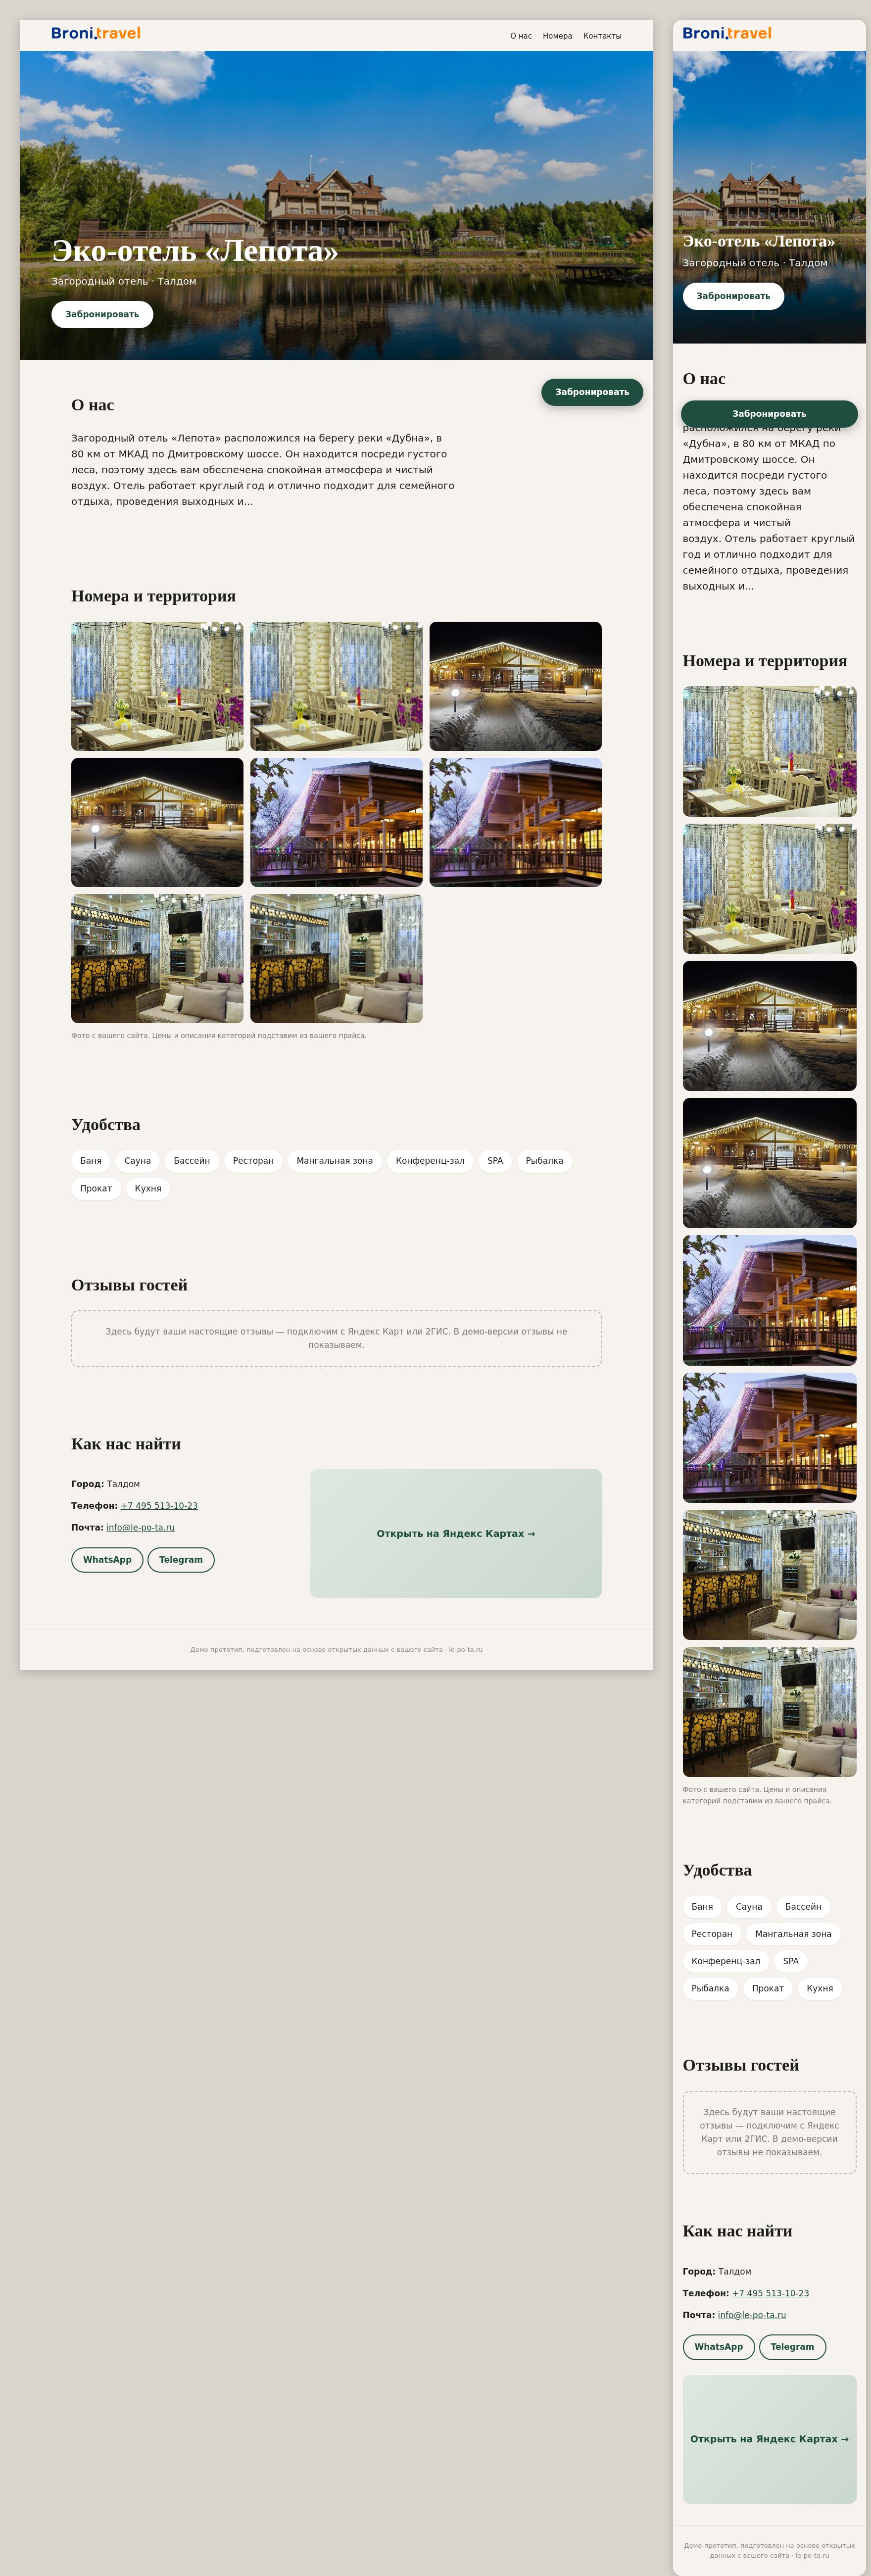 Broni.travel
О нас Номера Контакты
Эко-отель «Лепота»
Загородный отель · Талдом
Забронировать
Забронировать
О нас
Загородный отель «Лепота» расположился на берегу реки «Дубна», в
80 км от МКАД по Дмитровскому шоссе. Он находится посреди густого
леса, поэтому здесь вам обеспечена спокойная атмосфера и чистый
воздух. Отель работает круглый год и отлично подходит для семейного
отдыха, проведения выходных и...
Номера и территория
Фото с вашего сайта. Цены и описания категорий подставим из вашего прайса.
Удобства
Баня Сауна Бассейн Ресторан Мангальная зона Конференц-зал SPA Рыбалка
Прокат Кухня
Отзывы гостей
Здесь будут ваши настоящие отзывы — подключим с Яндекс Карт или 2ГИС. В демо-версии отзывы не
показываем.
Как нас найти
Город: Талдом
Телефон: +7 495 513-10-23
Почта: info@le-po-ta.ru
WhatsApp Telegram
Открыть на Яндекс Картах →
Демо-прототип, подготовлен на основе открытых данных с вашего сайта · le-po-ta.ru
Broni.travel
Эко-отель «Лепота»
Загородный отель · Талдом
Забронировать
О нас
Забронировать
расположился на берегу реки
«Дубна», в 80 км от МКАД по
Дмитровскому шоссе. Он
находится посреди густого
леса, поэтому здесь вам
обеспечена спокойная
атмосфера и чистый
воздух. Отель работает круглый
год и отлично подходит для
семейного отдыха, проведения
выходных и...
Номера и территория
Фото с вашего сайта. Цены и описания
категорий подставим из вашего прайса.
Удобства
Баня Сауна Бассейн
Ресторан Мангальная зона
Конференц-зал SPA
Рыбалка Прокат Кухня
Отзывы гостей
Здесь будут ваши настоящие
отзывы — подключим с Яндекс
Карт или 2ГИС. В демо-версии
отзывы не показываем.
Как нас найти
Город: Талдом
Телефон: +7 495 513-10-23
Почта: info@le-po-ta.ru
WhatsApp Telegram
Открыть на Яндекс Картах →
Демо-прототип, подготовлен на основе открытых
данных с вашего сайта · le-po-ta.ru